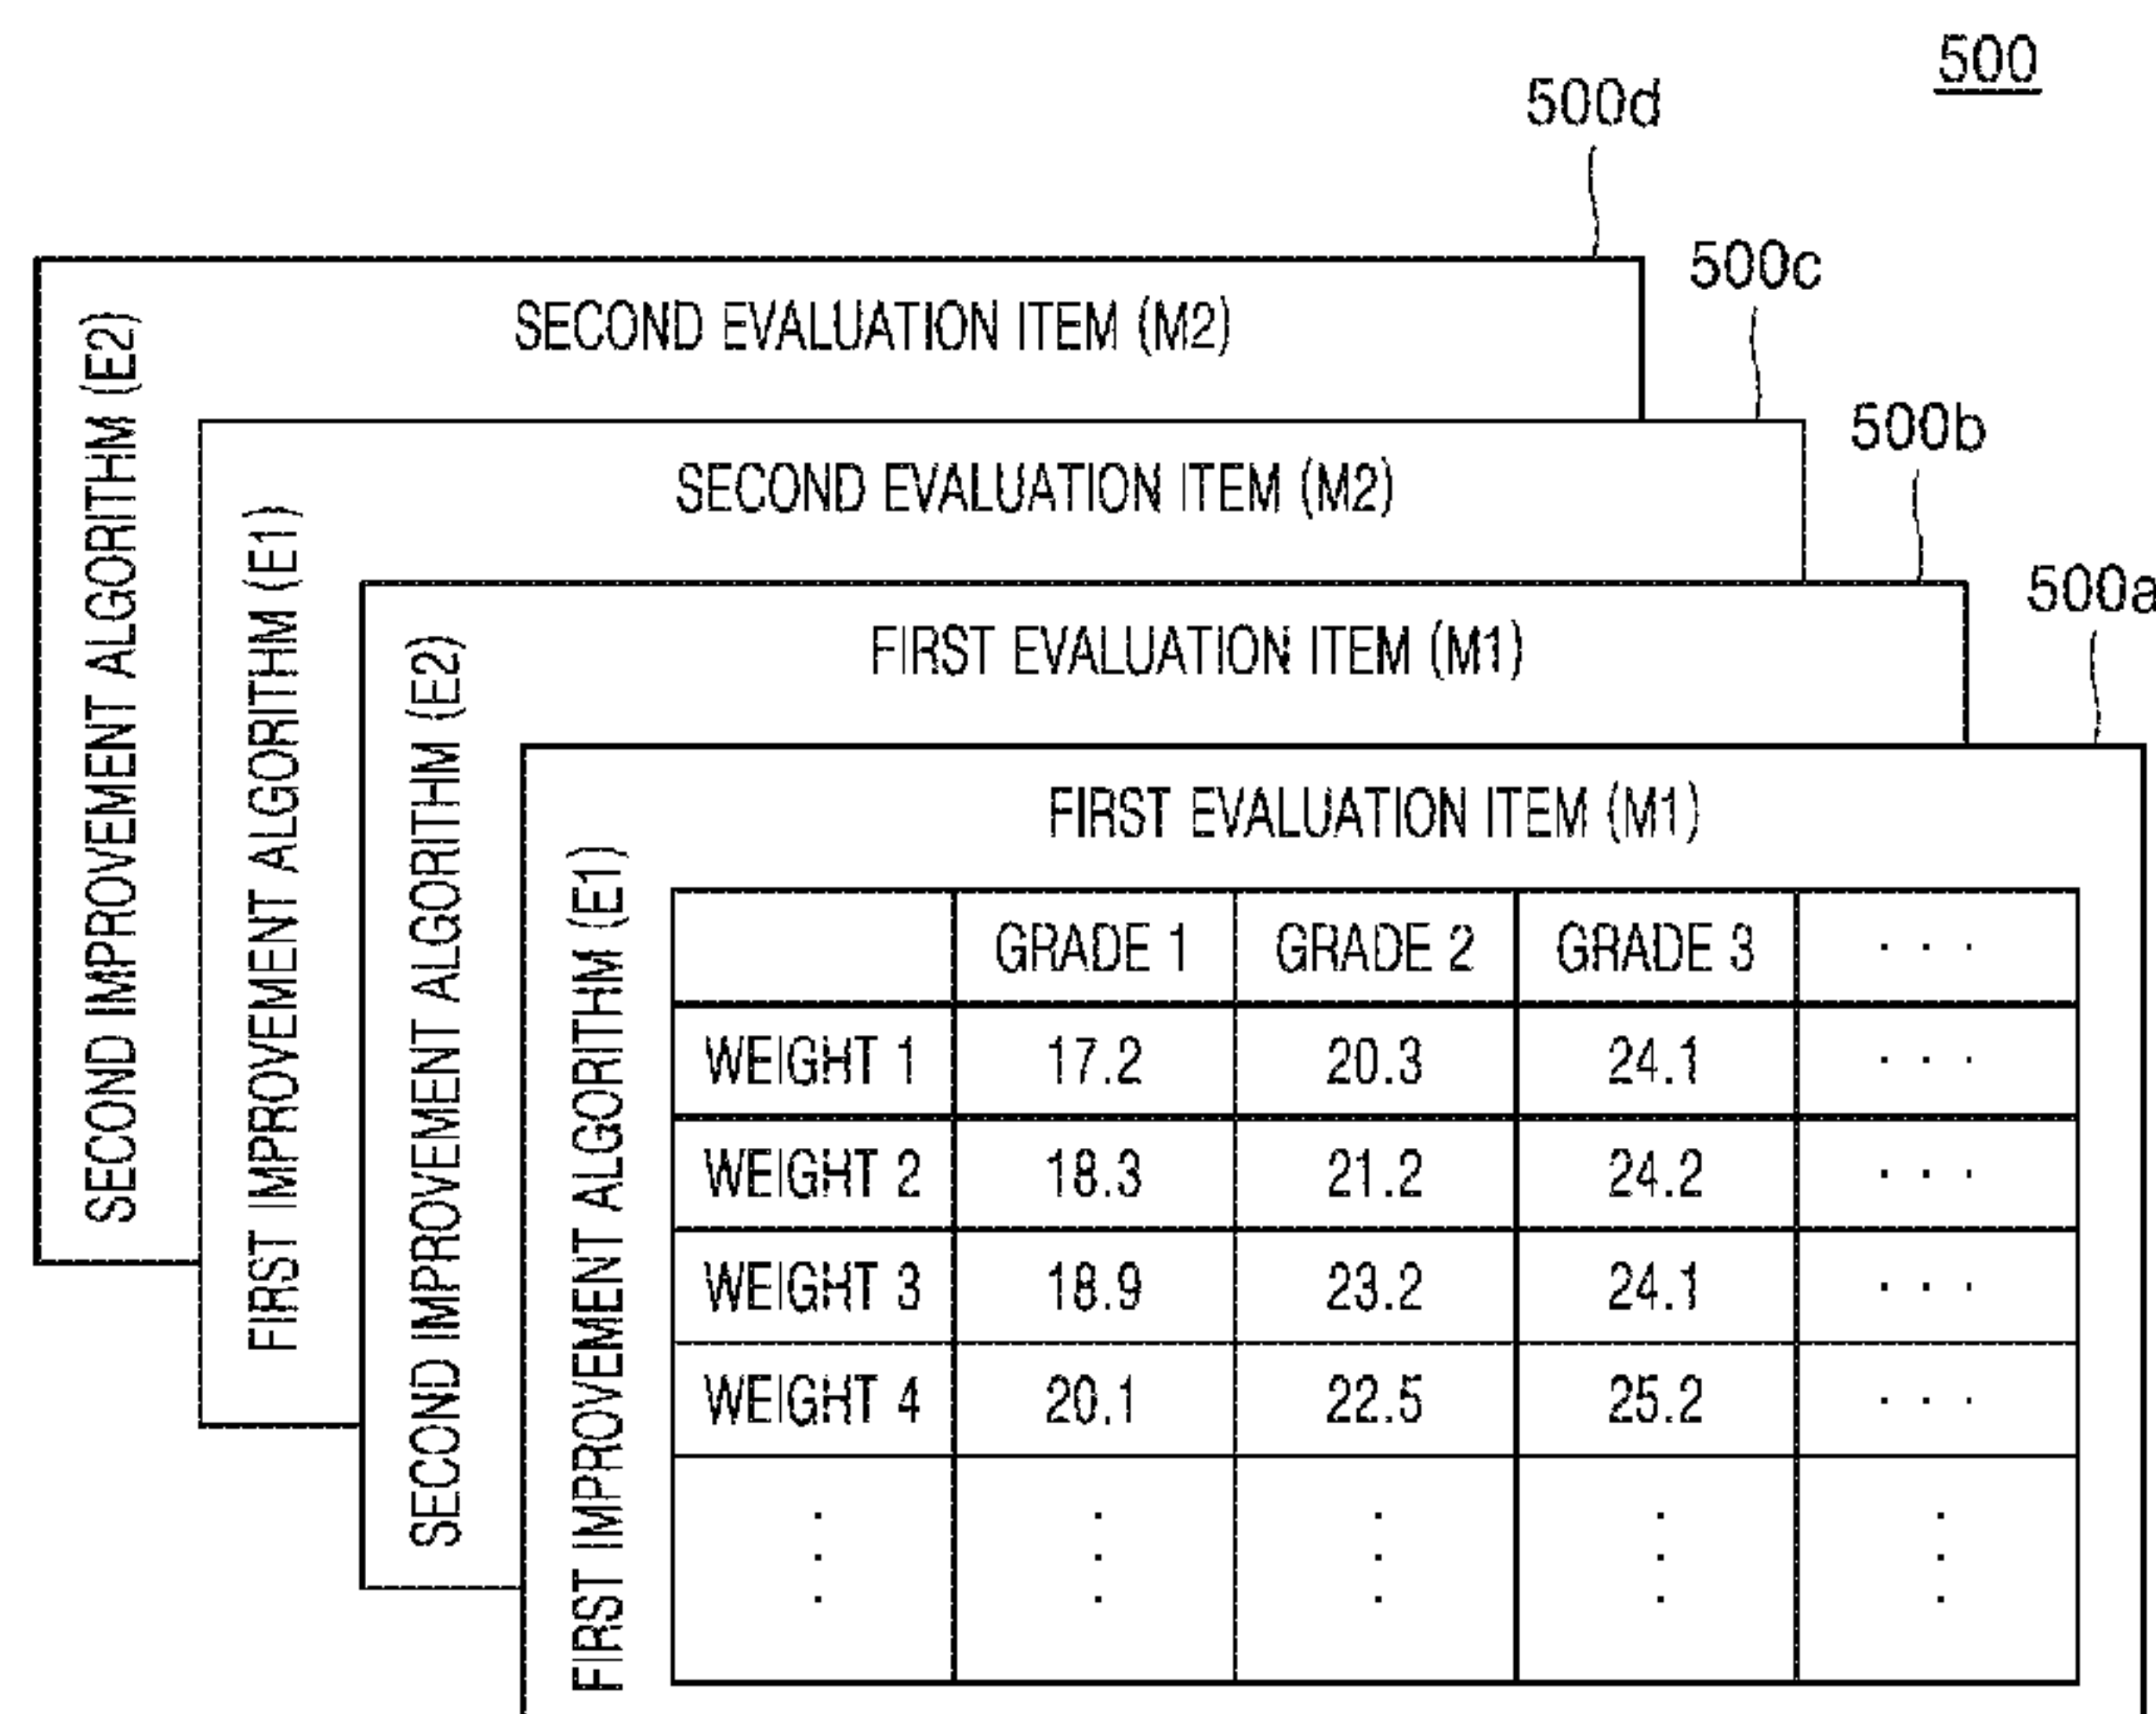 500
500d
SECOND EVALUATION ITEM (M2)
SECOND IMPROVEMENT ALGORITHM (E2)
500c
SECOND EVALUATION ITEM (M2)
FIRST IMPROVEMENT ALGORITHM (E1)
500b
FIRST EVALUATION ITEM (M1)
SECOND IMPROVEMENT ALGORITHM (E2)
500a
FIRST EVALUATION ITEM (M1)
FIRST IMPROVEMENT ALGORITHM (E1)
GRADE 1 GRADE 2 GRADE 3 . . .
WEIGHT 1 17.2 20.3 24.1 . . .
WEIGHT 2 18.3 21.2 24.2 . . .
WEIGHT 3 18.9 23.2 24.1 . . .
WEIGHT 4 20.1 22.5 25.2 . . .